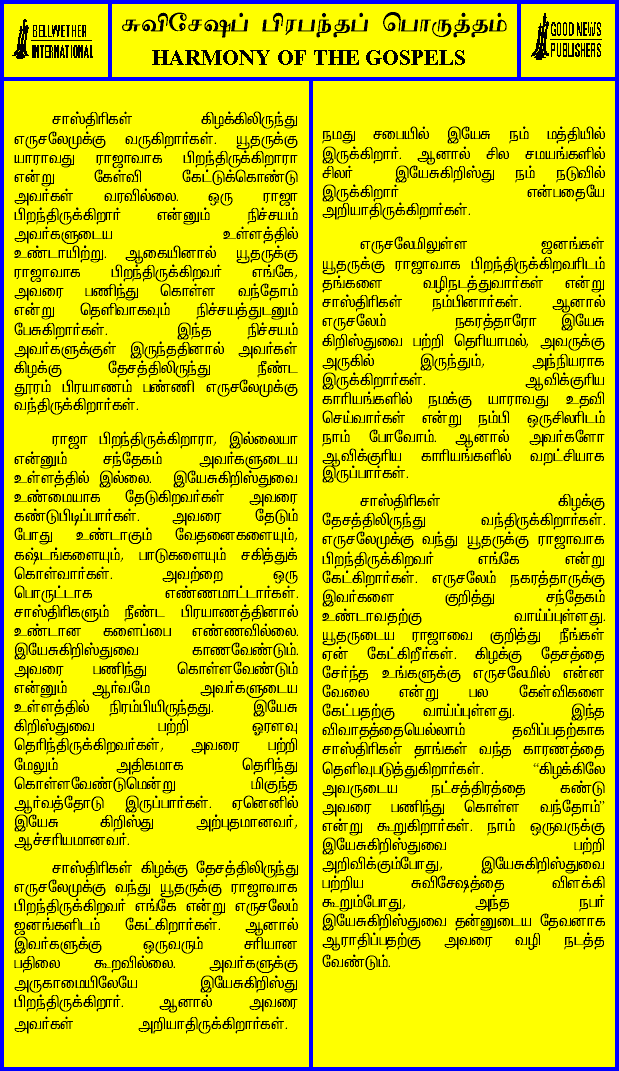 BELLWETHER
INTERNATIONAL
சுவிசேஷப் பிரபந்தப் பொருத்தம்
HARMONY OF THE GOSPELS
GOOD NEWS
PUBLISHERS
சாஸ்திரிகள் கிழக்கிலிருந்து
எருசலேமுக்கு வருகிறார்கள். யூதருக்கு
யாராவது ராஜாவாக பிறந்திருக்கிறாரா
என்று கேள்வி கேட்டுக்கொண்டு
அவர்கள் வரவில்லை. ஒரு ராஜா
பிறந்திருக்கிறார் என்னும் நிச்சயம்
அவர்களுடைய உள்ளத்தில்
உண்டாயிற்று. ஆகையினால் யூதருக்கு
ராஜாவாக பிறந்திருக்கிறவர் எங்கே,
அவரை பணிந்து கொள்ள வந்தோம்
என்று தெளிவாகவும் நிச்சயத்துடனும்
பேசுகிறார்கள். இந்த நிச்சயம்
அவர்களுக்குள் இருந்ததினால் அவர்கள்
கிழக்கு தேசத்திலிருந்து நீண்ட
தூரம் பிரயாணம் பண்ணி எருசலேமுக்கு
வந்திருக்கிறார்கள்.
ராஜா பிறந்திருக்கிறாரா, இல்லையா
என்னும் சந்தேகம் அவர்களுடைய
உள்ளத்தில் இல்லை. இயேசுகிறிஸ்துவை
உண்மையாக தேடுகிறவர்கள் அவரை
கண்டுபிடிப்பார்கள். அவரை தேடும்
போது உண்டாகும் வேதனைகளையும்,
கஷ்டங்களையும், பாடுகளையும் சகித்துக்
கொள்வார்கள். அவற்றை ஒரு
பொருட்டாக எண்ணமாட்டார்கள்.
சாஸ்திரிகளும் நீண்ட பிரயாணத்தினால்
உண்டான களைப்பை எண்ணவில்லை.
இயேசுகிறிஸ்துவை காணவேண்டும்.
அவரை பணிந்து கொள்ளவேண்டும்
என்னும் ஆர்வமே அவர்களுடைய
உள்ளத்தில் நிரம்பியிருந்தது. இயேசு
கிறிஸ்துவை பற்றி ஓரளவு
தெரிந்திருக்கிறவர்கள், அவரை பற்றி
மேலும் அதிகமாக தெரிந்து
கொள்ளவேண்டுமென்று மிகுந்த
ஆர்வத்தோடு இருப்பார்கள். ஏனெனில்
இயேசு கிறிஸ்து அற்புதமானவர்,
ஆச்சரியமானவர்.
சாஸ்திரிகள் கிழக்கு தேசத்திலிருந்து
எருசலேமுக்கு வந்து யூதருக்கு ராஜாவாக
பிறந்திருக்கிறவர் எங்கே என்று எருசலேம்
ஜனங்களிடம் கேட்கிறார்கள். ஆனால்
இவர்களுக்கு ஒருவரும் சரியான
பதிலை கூறவில்லை. அவர்களுக்கு
அருகாமையிலேயே இயேசுகிறிஸ்து
பிறந்திருக்கிறார். ஆனால் அவரை
அவர்கள் அறியாதிருக்கிறார்கள்.
நமது சபையில் இயேசு நம் மத்தியில்
இருக்கிறார். ஆனால் சில சமயங்களில்
சிலர் இயேசுகிறிஸ்து நம் நடுவில்
இருக்கிறார் என்பதையே
அறியாதிருக்கிறார்கள்.
எருசலேமிலுள்ள ஜனங்கள்
யூதருக்கு ராஜாவாக பிறந்திருக்கிறவரிடம்
தங்களை வழிநடத்துவார்கள் என்று
சாஸ்திரிகள் நம்பினார்கள். ஆனால்
எருசலேம் நகரத்தாரோ இயேசு
கிறிஸ்துவை பற்றி தெரியாமல், அவருக்கு
அருகில் இருந்தும், அந்நியராக
இருக்கிறார்கள். ஆவிக்குரிய
காரியங்களில் நமக்கு யாராவது உதவி
செய்வார்கள் என்று நம்பி ஒருசிலரிடம்
நாம் போவோம். ஆனால் அவர்களோ
ஆவிக்குரிய காரியங்களில் வறட்சியாக
இருப்பார்கள்.
சாஸ்திரிகள் கிழக்கு
தேசத்திலிருந்து வந்திருக்கிறார்கள்.
எருசலேமுக்கு வந்து யூதருக்கு ராஜாவாக
பிறந்திருக்கிறவர் எங்கே என்று
கேட்கிறார்கள். எருசலேம் நகரத்தாருக்கு
இவர்களை குறித்து சந்தேகம்
உண்டாவதற்கு வாய்ப்புள்ளது.
யூதருடைய ராஜாவை குறித்து நீங்கள்
ஏன் கேட்கிறீர்கள். கிழக்கு தேசத்தை
சேர்ந்த உங்களுக்கு எருசலேமில் என்ன
வேலை என்று பல கேள்விகளை
கேட்பதற்கு வாய்ப்புள்ளது. இந்த
விவாதத்தையெல்லாம் தவிப்பதற்காக
சாஸ்திரிகள் தாங்கள் வந்த காரணத்தை
தெளிவுபடுத்துகிறார்கள். “கிழக்கிலே
அவருடைய நட்சத்திரத்தை கண்டு
அவரை பணிந்து கொள்ள வந்தோம்”
என்று கூறுகிறார்கள். நாம் ஒருவருக்கு
இயேசுகிறிஸ்துவை பற்றி
அறிவிக்கும்போது, இயேசுகிறிஸ்துவை
பற்றிய சுவிசேஷத்தை விளக்கி
கூறும்போது, அந்த நபர்
இயேசுகிறிஸ்துவை தன்னுடைய தேவனாக
ஆராதிப்பதற்கு அவரை வழி நடத்த
வேண்டும்.